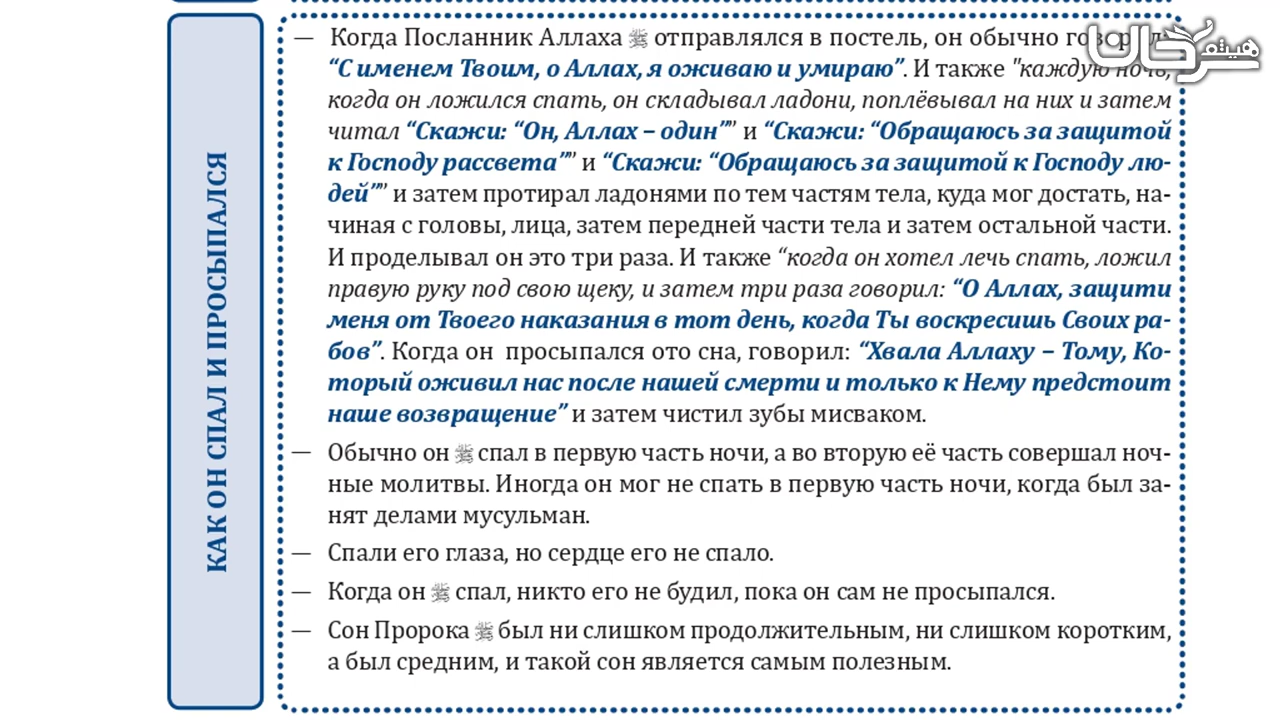 КАК ОН СПАЛ И ПРОСЫПАЛСЯ
— Когда Посланник Аллаха ﷺ отправлялся в постель, он обычно
“С именем Твоим, о Аллах, я оживаю и умираю”. И также "каждую ночь,
когда он ложился спать, он складывал ладони, поплёвывал на них и затем
читал “Скажи: “Он, Аллах – один”” и “Скажи: “Обращаюсь за защитой
к Господу рассвета”” и “Скажи: “Обращаюсь за защитой к Господу лю-
дей”” и затем протирал ладонями по тем частям тела, куда мог достать, на-
чиная с головы, лица, затем передней части тела и затем остальной части.
И проделывал он это три раза. И также “когда он хотел лечь спать, ложил
правую руку под свою щеку, и затем три раза говорил: “О Аллах, защити
меня от Твоего наказания в тот день, когда Ты воскресишь Своих ра-
бов”. Когда он просыпался ото сна, говорил: “Хвала Аллаху – Тому, Ко-
торый оживил нас после нашей смерти и только к Нему предстоит
наше возвращение” и затем чистил зубы мисваком.
— Обычно он ﷺ спал в первую часть ночи, а во вторую её часть совершал ноч-
ные молитвы. Иногда он мог не спать в первую часть ночи, когда был за-
нят делами мусульман.
— Спали его глаза, но сердце его не спало.
— Когда он ﷺ спал, никто его не будил, пока он сам не просыпался.
— Сон Пророка ﷺ был ни слишком продолжительным, ни слишком коротким,
а был средним, и такой сон является самым полезным.
هيتمي